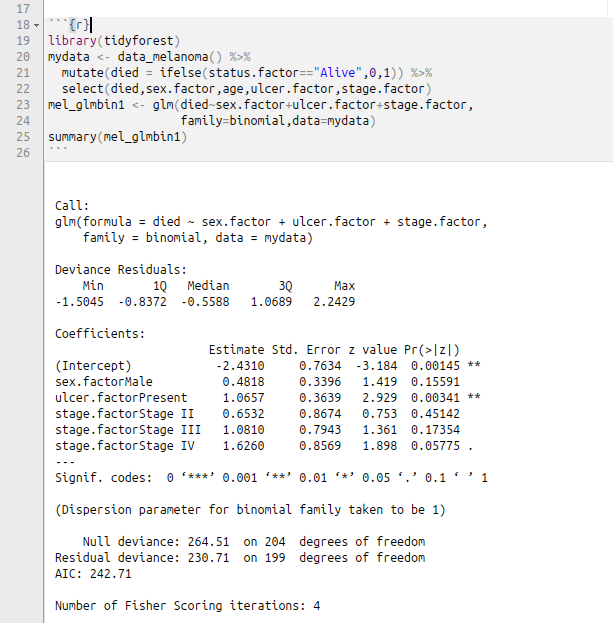 17
18 ```{r}
19 library(tidyforest)
20 mydata <- data_melanoma() %>%
21   mutate(died = ifelse(status.factor=="Alive",0,1)) %>%
22   select(died,sex.factor,age,ulcer.factor,stage.factor)
23 mel_glmbin1 <- glm(died~sex.factor+ulcer.factor+stage.factor,
24                    family=binomial,data=mydata)
25 summary(mel_glmbin1)
26 ```
Call:
glm(formula = died ~ sex.factor + ulcer.factor + stage.factor,
    family = binomial, data = mydata)
Deviance Residuals:
    Min       1Q   Median       3Q      Max
-1.5045  -0.8372  -0.5588   1.0689   2.2429
Coefficients:
                      Estimate Std. Error z value Pr(>|z|)
(Intercept)            -2.4310     0.7634  -3.184  0.00145 **
sex.factorMale          0.4818     0.3396   1.419  0.15591
ulcer.factorPresent     1.0657     0.3639   2.929  0.00341 **
stage.factorStage II    0.6532     0.8674   0.753  0.45142
stage.factorStage III   1.0810     0.7943   1.361  0.17354
stage.factorStage IV    1.6260     0.8569   1.898  0.05775 .
---
Signif. codes:  0 ‘***’ 0.001 ‘**’ 0.01 ‘*’ 0.05 ‘.’ 0.1 ‘ ’ 1
(Dispersion parameter for binomial family taken to be 1)
    Null deviance: 264.51  on 204  degrees of freedom
Residual deviance: 230.71  on 199  degrees of freedom
AIC: 242.71
Number of Fisher Scoring iterations: 4